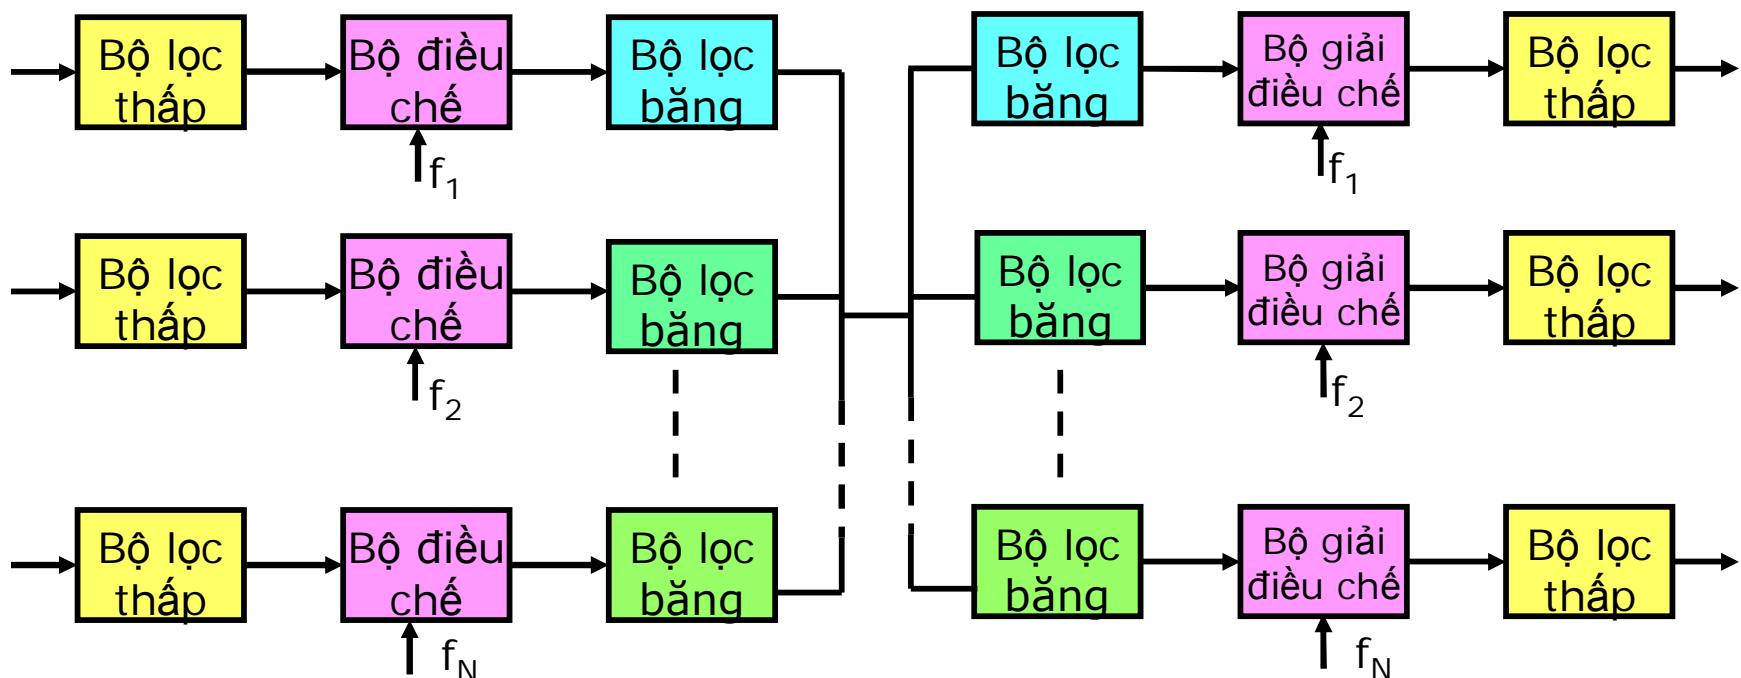 Bộ lọc
thấp
Bộ điều
chế
Bộ lọc
băng
Bộ lọc
băng
Bộ giải
điều chế
Bộ lọc
thấp
f1
f1
Bộ lọc
thấp
Bộ điều
chế
Bộ lọc
băng
Bộ lọc
băng
Bộ giải
điều chế
Bộ lọc
thấp
f2
f2
Bộ lọc
thấp
Bộ điều
chế
Bộ lọc
băng
Bộ lọc
băng
Bộ giải
điều chế
Bộ lọc
thấp
fN
fN